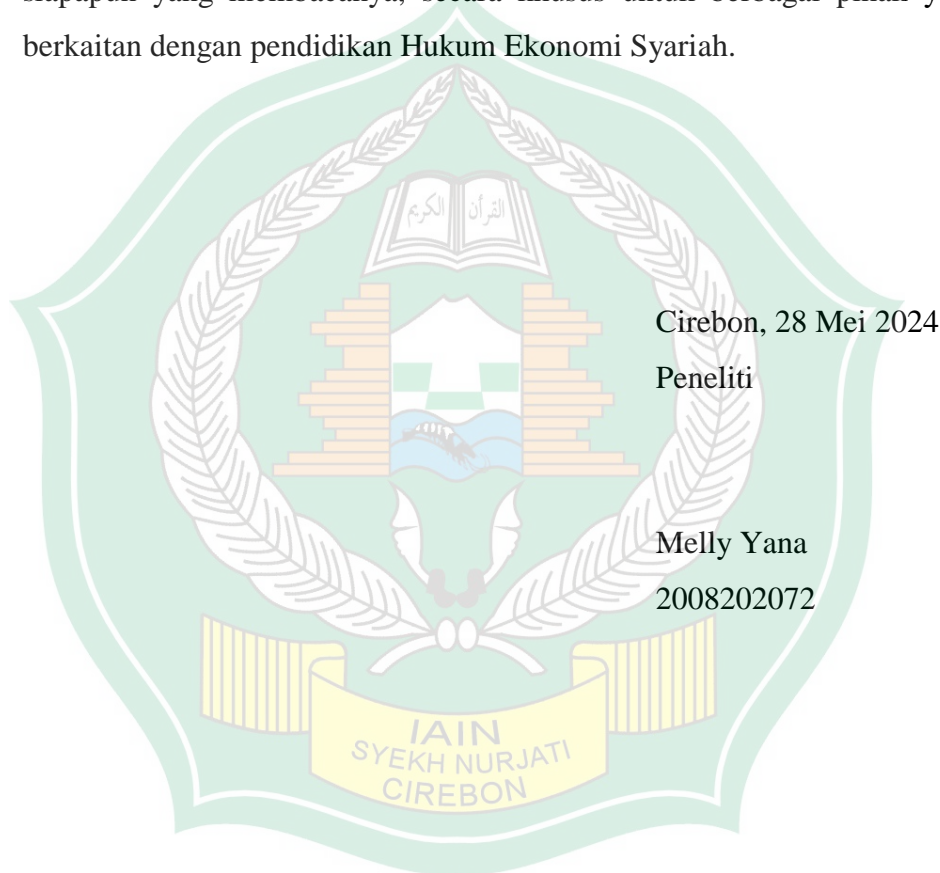 siapapun yang membacanya, secara khusus untuk berbagai pihak y
berkaitan dengan pendidikan Hukum Ekonomi Syariah.
القرآن الكريم
Cirebon, 28 Mei 2024
Peneliti
Melly Yana
2008202072
IAIN
SYEKH NURJATI
CIREBON